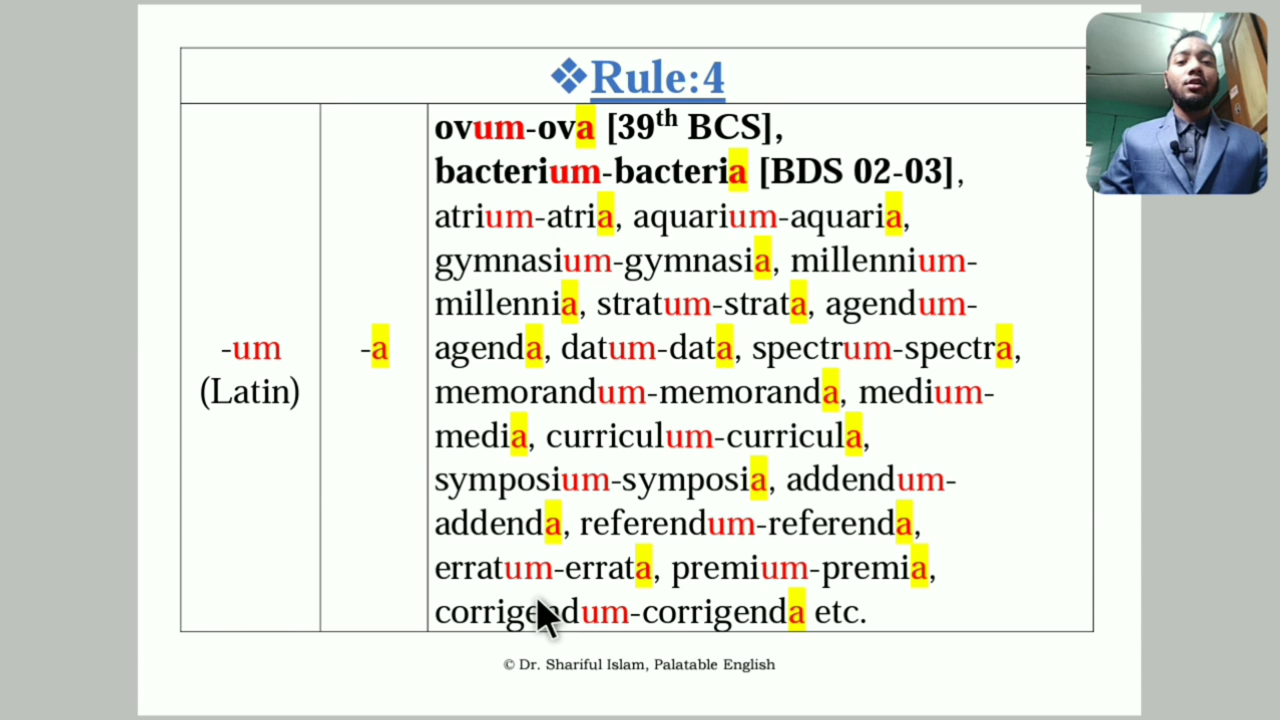 ❖Rule:4
-um
(Latin)
-a
ovum-ova [39th BCS],
bacterium-bacteria [BDS 02-03],
atrium-atria, aquarium-aquaria,
gymnasium-gymnasia, millennium-
millennia, stratum-strata, agendum-
agenda, datum-data, spectrum-spectra,
memorandum-memoranda, medium-
media, curriculum-curricula,
symposium-symposia, addendum-
addenda, referendum-referenda,
erratum-errata, premium-premia,
corrigendum-corrigenda etc.
© Dr. Shariful Islam, Palatable English